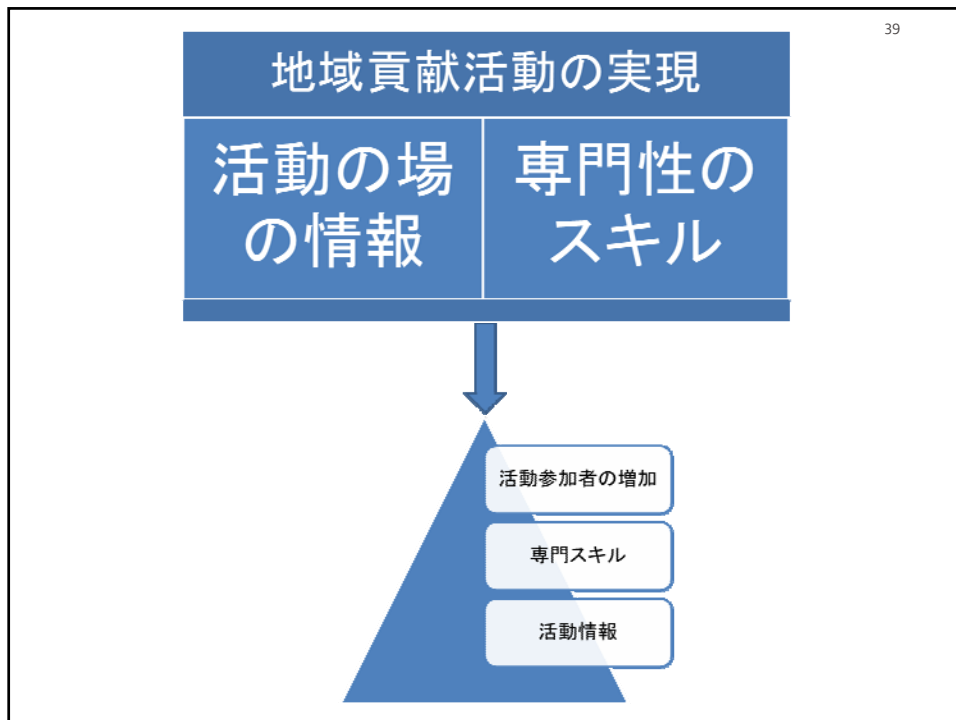 39
地域貢献活動の実現
活動の場
の情報
専門性の
スキル
活動参加者の増加
専門スキル
活動情報